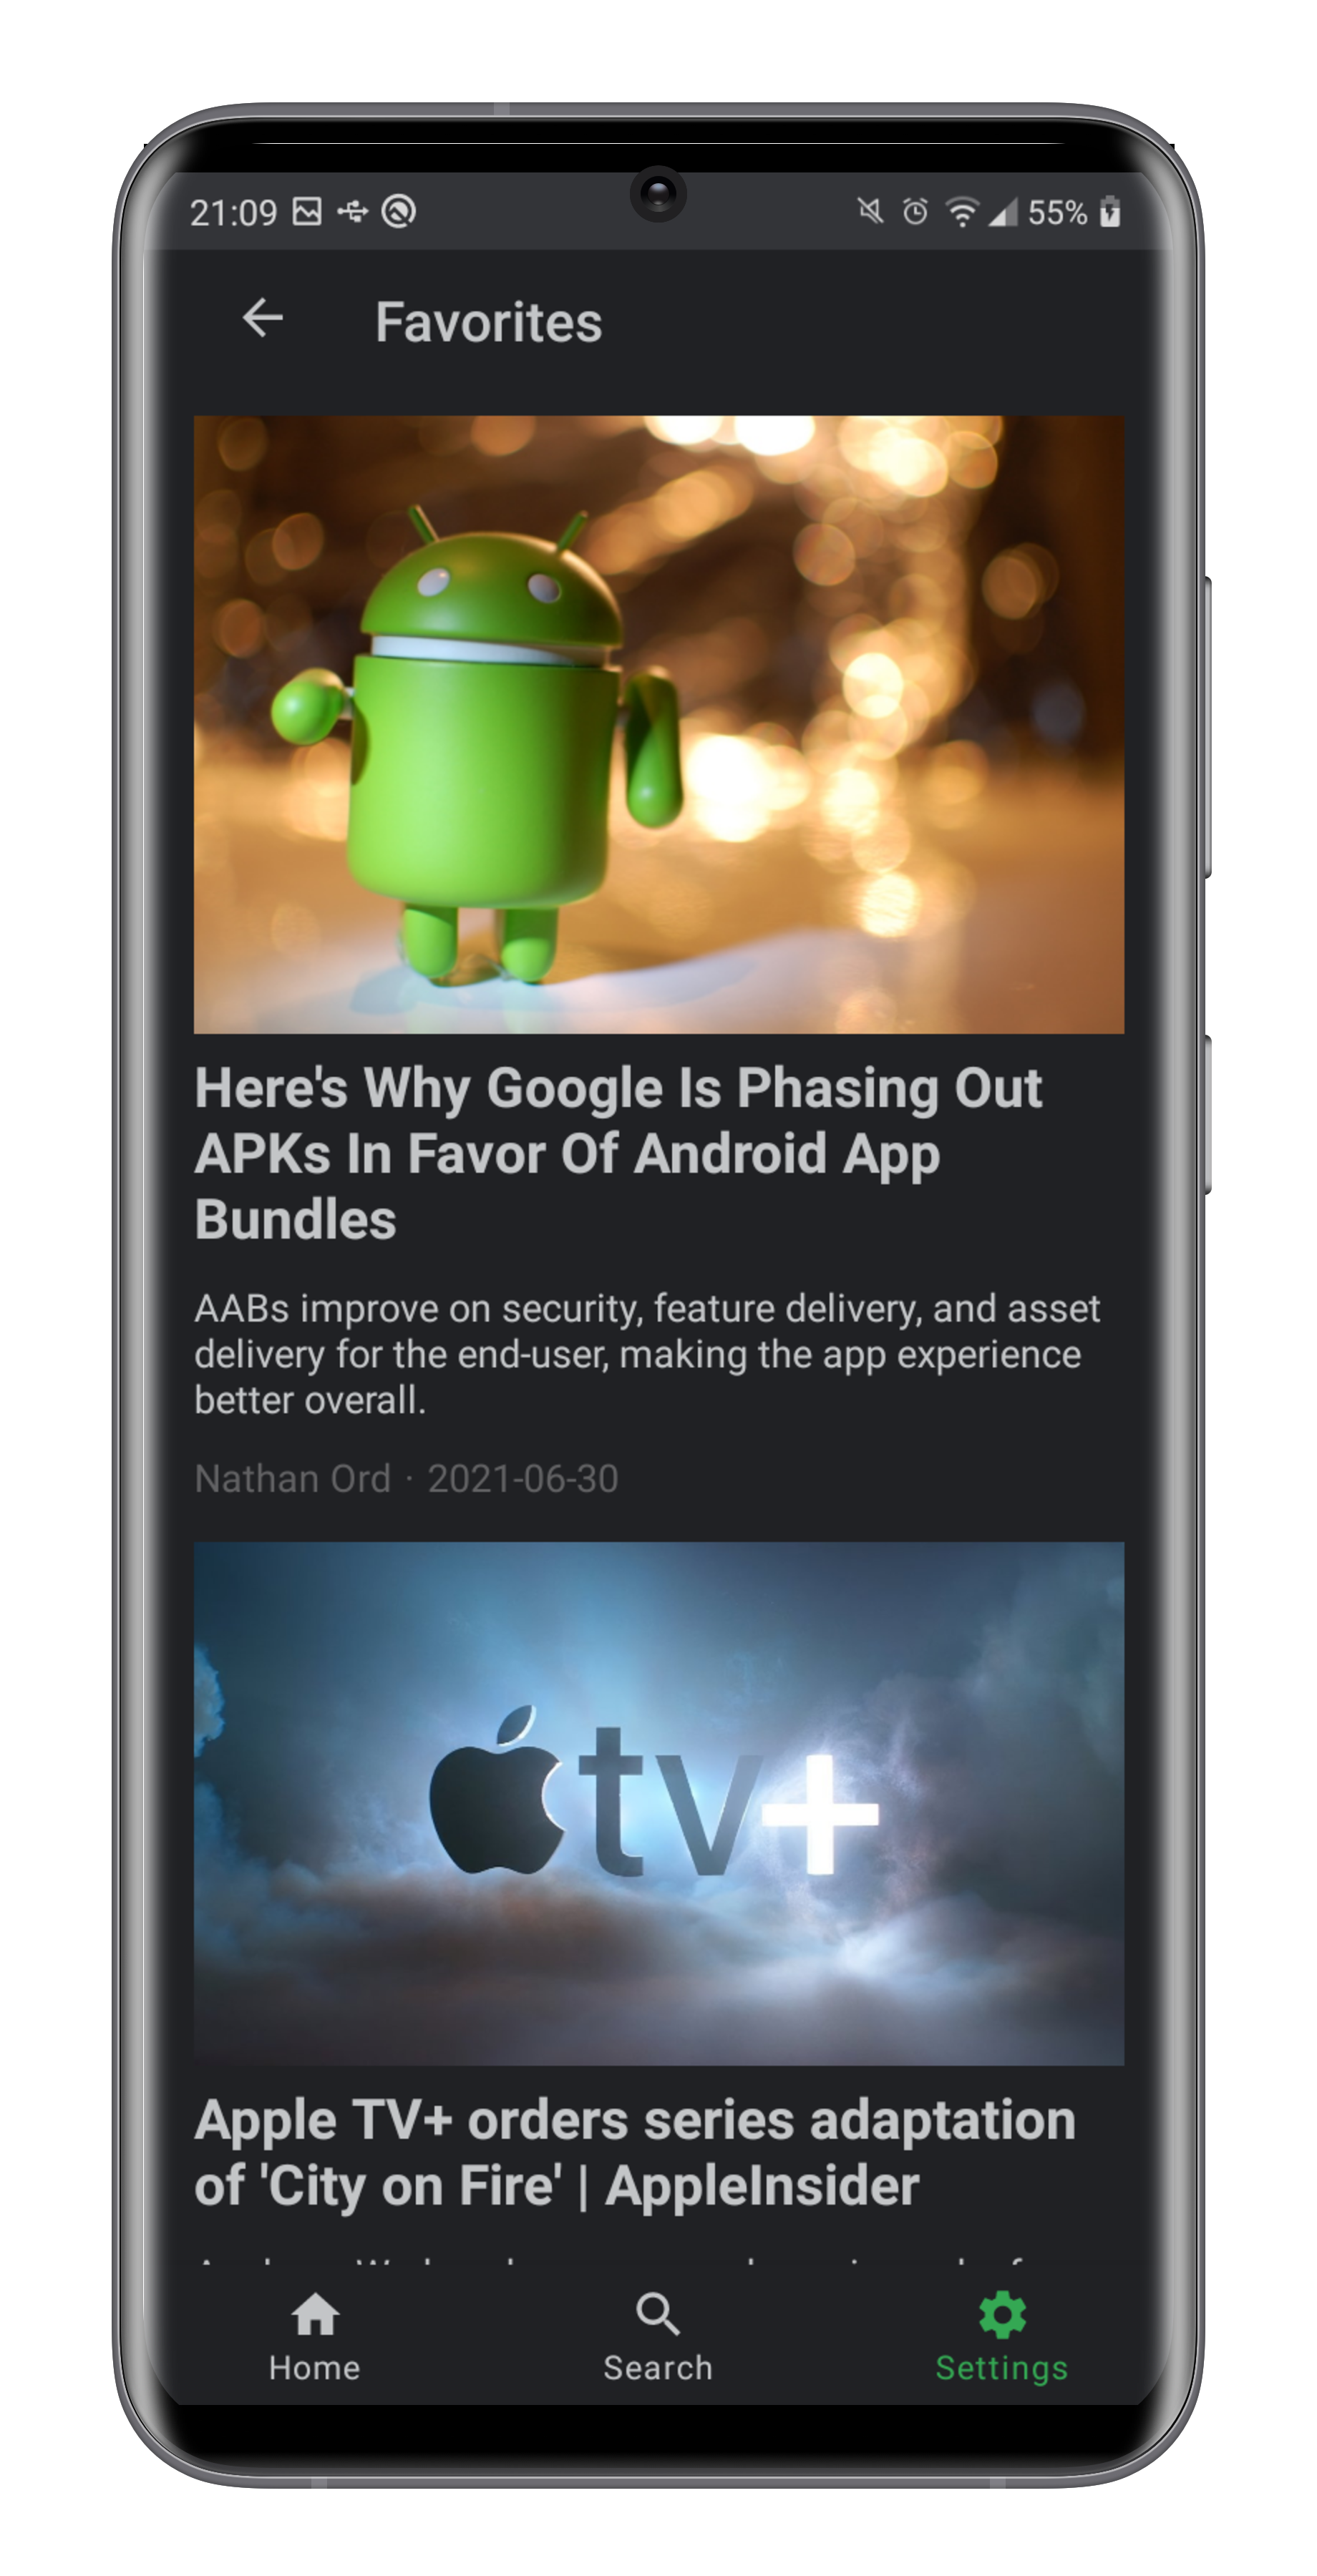 21:09 55%
Favorites
Here's Why Google Is Phasing Out
APKs In Favor Of Android App
Bundles
AABs improve on security, feature delivery, and asset
delivery for the end-user, making the app experience
better overall.
Nathan Ord · 2021-06-30
tv+
Apple TV+ orders series adaptation
of 'City on Fire' | AppleInsider
Home Search Settings